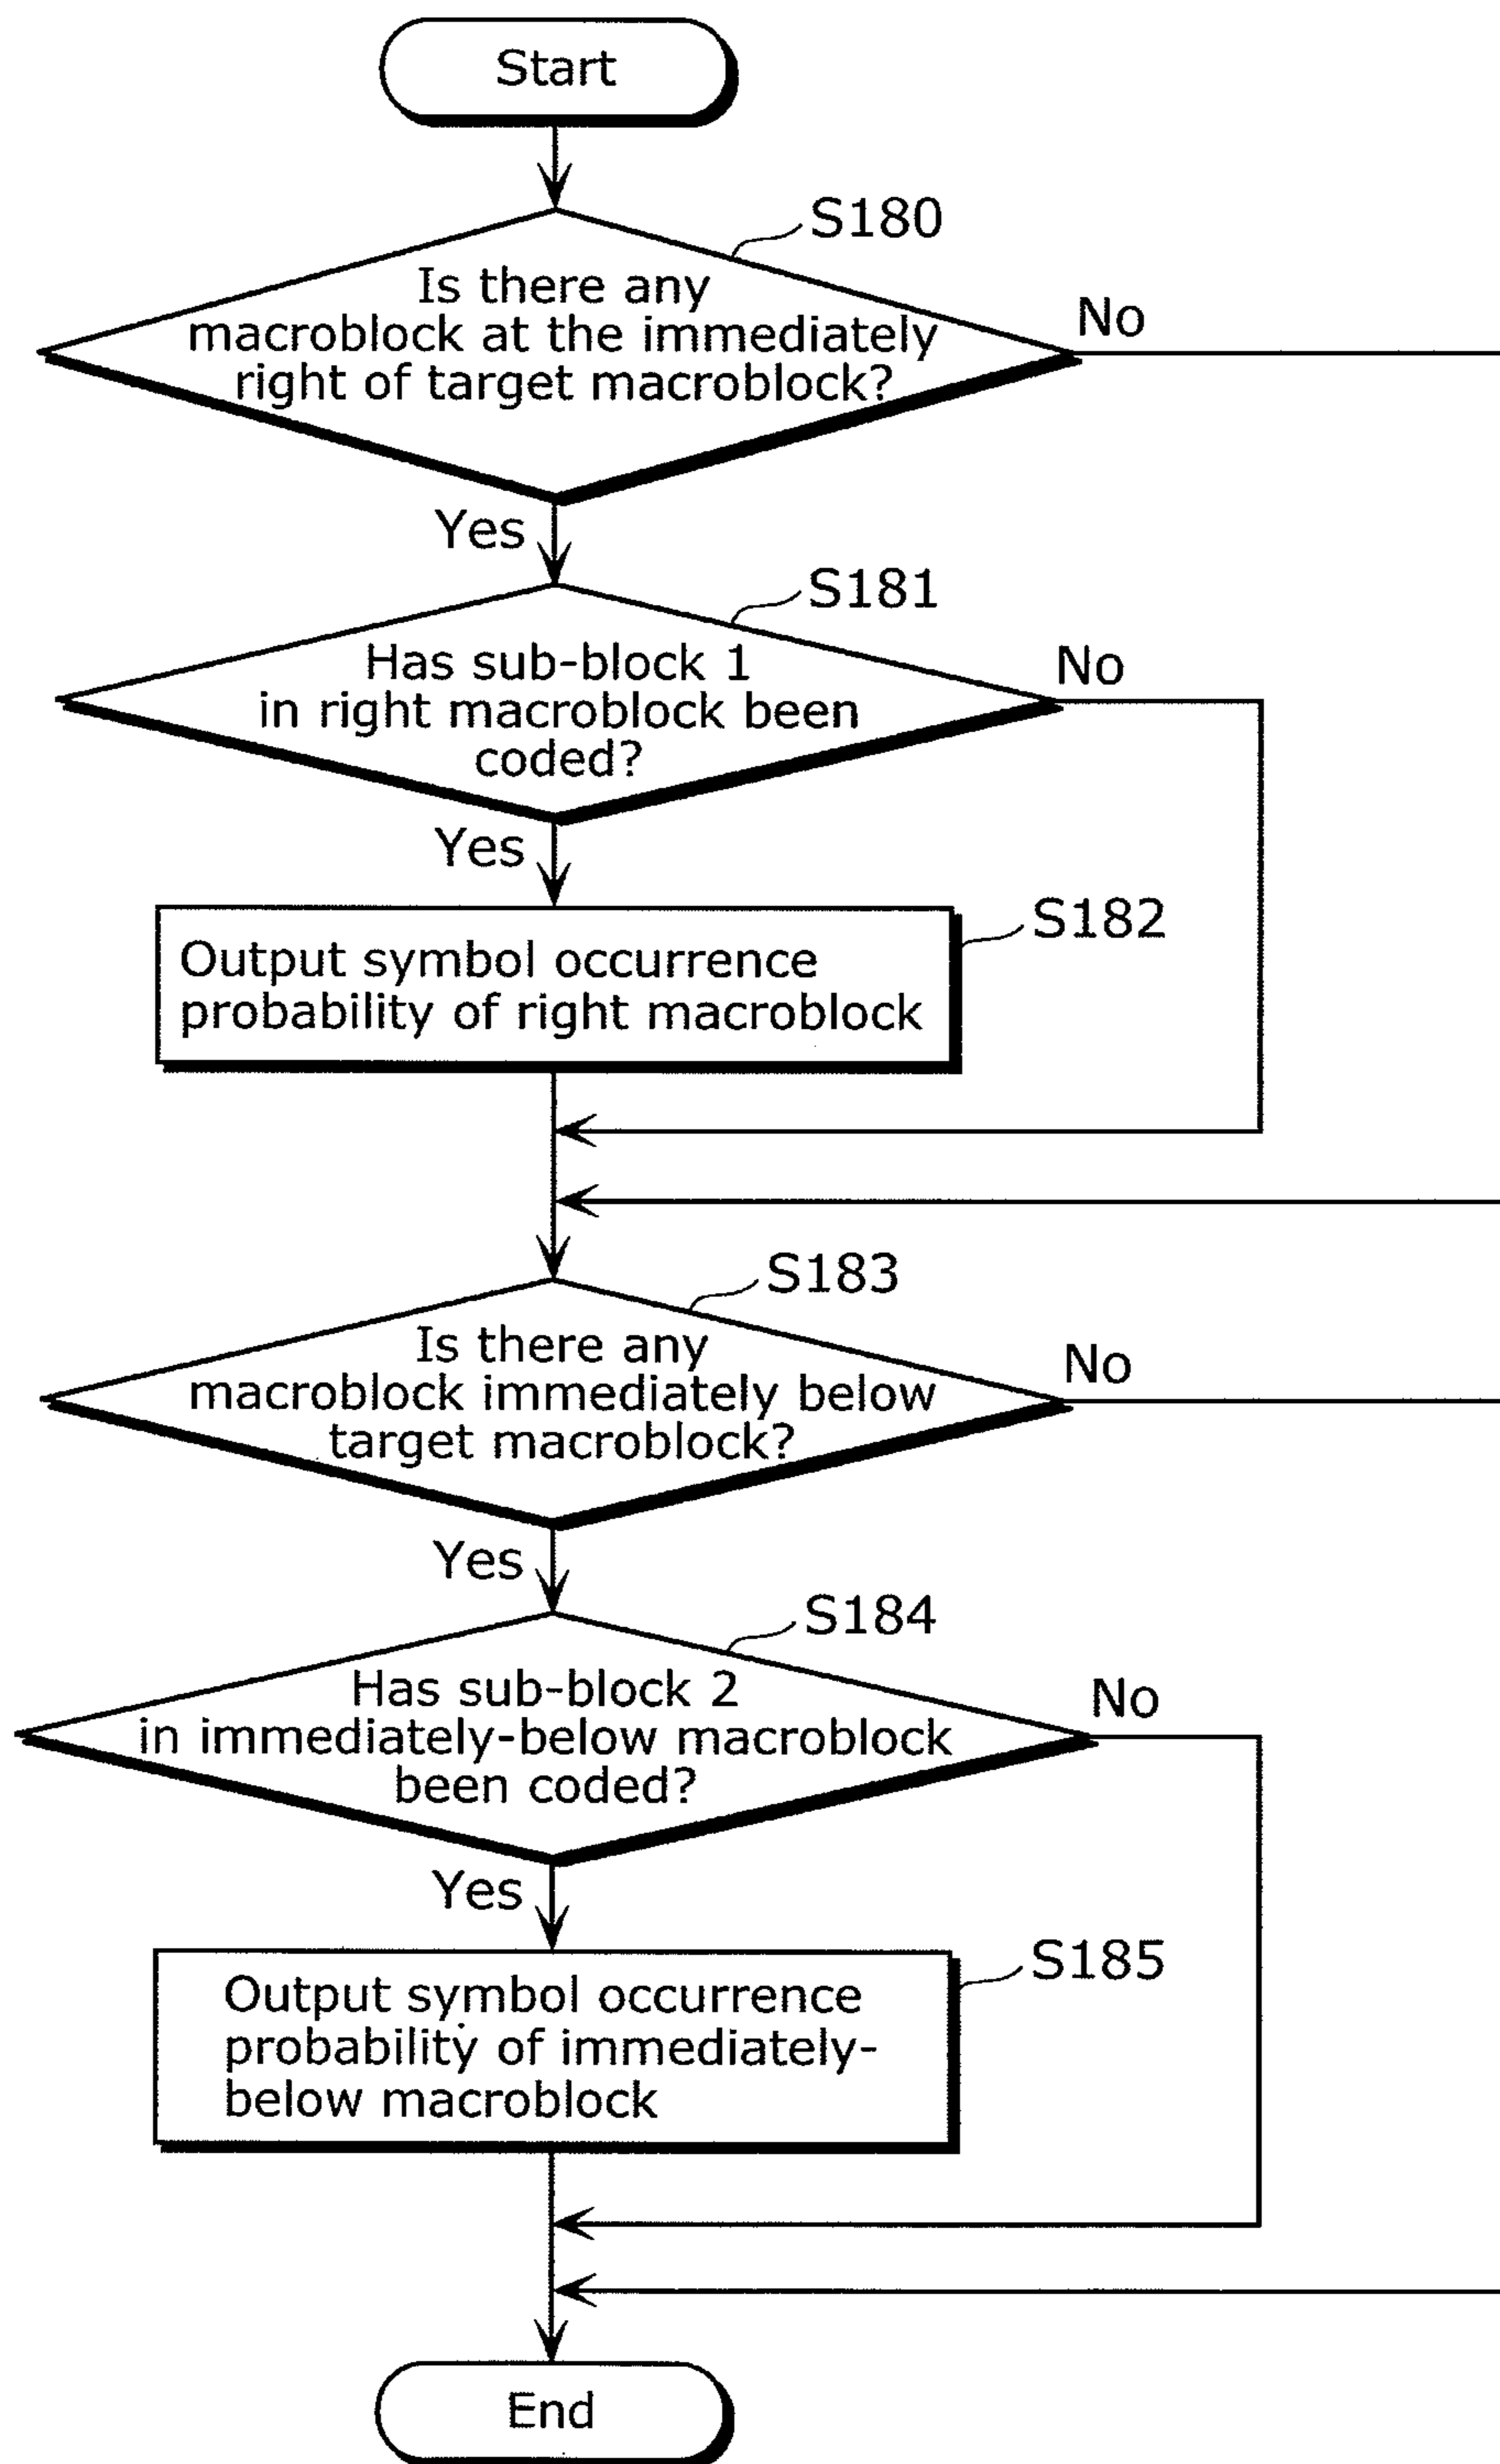 Start
S180
Is there any
macroblock at the immediately
right of target macroblock?
No
Yes
S181
Has sub-block 1
in right macroblock been
coded?
No
Yes
S182
Output symbol occurrence
probability of right macroblock
S183
Is there any
macroblock immediately below
target macroblock?
No
Yes
S184
Has sub-block 2
in immediately-below macroblock
been coded?
No
Yes
S185
Output symbol occurrence
probability of immediately-
below macroblock
End